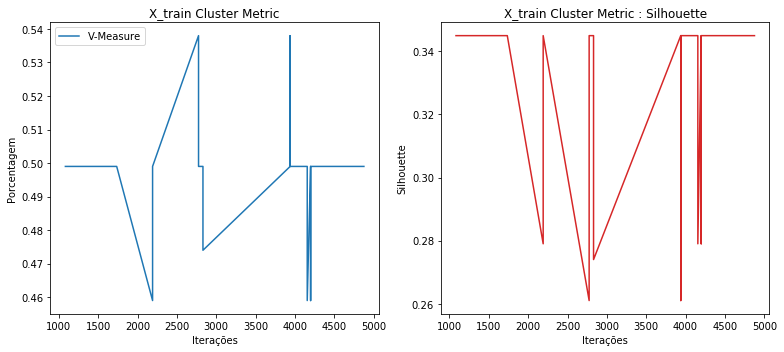 X_train Cluster Metric
V-Measure
Porcentagem
0.54
0.53
0.52
0.51
0.50
0.49
0.48
0.47
0.46
1000 1500 2000 2500 3000 3500 4000 4500 5000
Iterações
X_train Cluster Metric : Silhouette
Silhouette
0.34
0.32
0.30
0.28
0.26
1000 1500 2000 2500 3000 3500 4000 4500 5000
Iterações